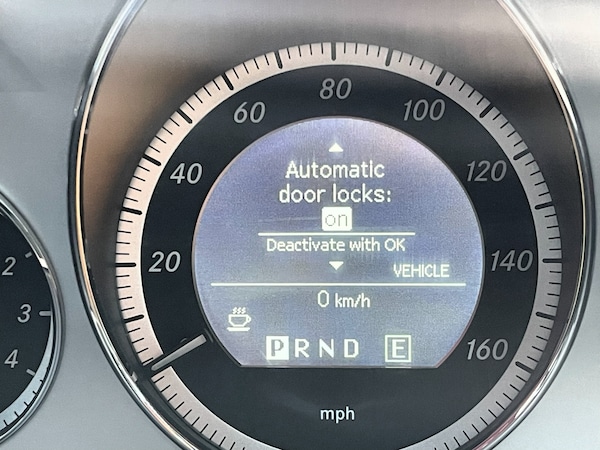 80
60 100
40 120
20 140
160
Automatic
door locks:
on
Deactivate with OK
VEHICLE
0 km/h
P R N D E
mph
2
3
4